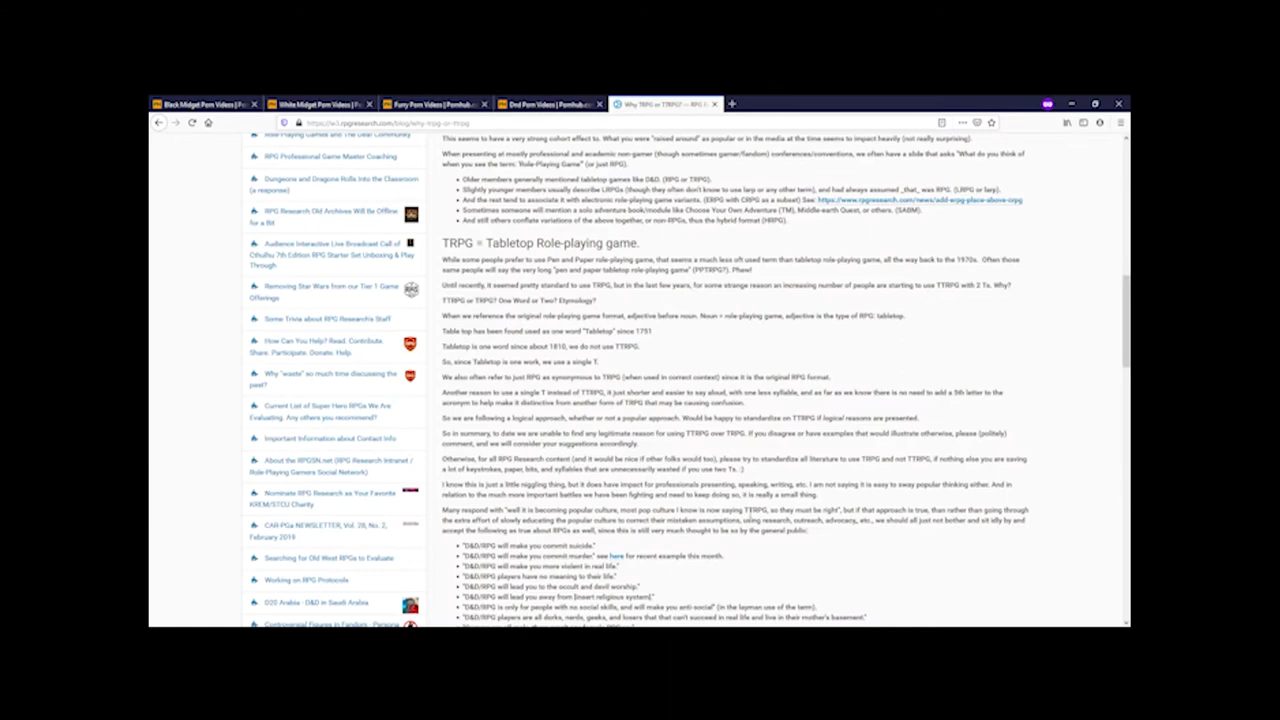 Black Midget Porn Videos | P
White Midget Porn Videos | P
Furry Porn Videos | Pornhub.co
Dnd Porn Videos | Pornhub.com
Why TRPG or TTRPG? — RPG R
https://w3.rpgresearch.com/blog/why-trpg-or-ttrpg
Role Playing Games and The Deaf Community
RPG Professional Game Master Coaching
Dungeons and Dragons Rolls Into the Classroom
(a response)
RPG Research Old Archives Will Be Offline
for a Bit
Audience Interactive Live Broadcast Call of
Cthulhu 7th Edition RPG Starter Set Unboxing & Play
Through
Removing Star Wars from our Tier 1 Game
Offerings
Some Trivia about RPG Research's Staff
How Can You Help? Read. Contribute.
Share. Participate. Donate. Help.
Why "waste" so much time discussing the
past?
Current List of Super Hero RPGs We Are
Evaluating. Any others you recommend?
Important Information about Contact Info
About the RPGSN.net (RPG Research Intranet /
Role-Playing Gamers Social Network)
Nominate RPG Research as Your Favorite
KREM/STCU Charity
CAR-PGa NEWSLETTER, Vol. 28, No. 2,
February 2019
Searching for Old West RPGs to Evaluate
Working on RPG Protocols
D20 Arabia - D&D in Saudi Arabia
Controversial Figures in Fandom - Persona
This seems to have a very strong cohort effect to. What you were "raised around" as popular or in the media at the time seems to impact heavily (not really surprising).
When presenting at mostly professional and academic non-gamer (though sometimes gamer/fandom) conferences/conventions, we often have a slide that asks "What do you think of
when you see the term: 'Role-Playing Game" (or just RPG).
• Older members generally mentioned tabletop games like D&D. (RPG or TRPG).
• Slightly younger members usually describe LRPGs (though they often don't know to use larp or any other term), and had always assumed _that_ was RPG. (LRPG or larp).
• And the rest tend to associate it with electronic role-playing game variants. (ERPG with CRPG as a subset) See: https://www.rpgresearch.com/news/add-erpg-place-above-crpg
• Sometimes someone will mention a solo adventure book/module like Choose Your Own Adventure (TM), Middle-earth Quest, or others. (SABM).
• And still others conflate variations of the above together, or non-RPGs, thus the hybrid format (HRPG).
TRPG = Tabletop Role-playing game.
While some people prefer to use Pen and Paper role-playing game, that seems a much less oft used term than tabletop role-playing game, all the way back to the 1970s. Often those
same people will say the very long "pen and paper tabletop role-playing game" (PPTRPG?). Phew!
Until recently, it seemed pretty standard to use TRPG, but in the last few years, for some strange reason an increasing number of people are starting to use TTRPG with 2 Ts. Why?
TTRPG or TRPG? One Word or Two? Etymology?
When we reference the original role-playing game format, adjective before noun. Noun = role-playing game, adjective is the type of RPG: tabletop.
Table top has been found used as one word "Tabletop" since 1751
Tabletop is one word since about 1810, we do not use TTRPG.
So, since Tabletop is one work, we use a single T.
We also often refer to just RPG as synonymous to TRPG (when used in correct context) since it is the original RPG format.
Another reason to use a single T instead of TTRPG, it just shorter and easier to say aloud, with one less syllable, and as far as we know there is no need to add a 5th letter to the
acronym to help make it distinctive from another form of TRPG that may be causing confusion.
So we are following a logical approach, whether or not a popular approach. Would be happy to standardize on TTRPG if logical reasons are presented.
So in summary, to date we are unable to find any legitimate reason for using TTRPG over TRPG. If you disagree or have examples that would illustrate otherwise, please (politely)
comment, and we will consider your suggestions accordingly.
Otherwise, for all RPG Research content (and it would be nice if other folks would too), please try to standardize all literature to use TRPG and not TTRPG, if nothing else you are saving
a lot of keystrokes, paper, bits, and syllables that are unnecessarily wasted if you use two Ts. :)
I know this is just a little niggling thing, but it does have impact for professionals presenting, speaking, writing, etc. I am not saying it is easy to sway popular thinking either. And in
relation to the much more important battles we have been fighting and need to keep doing so, it is really a small thing.
Many respond with "well it is becoming popular culture, most pop culture I know is now saying TTRPG, so they must be right", but if that approach is true, than rather than going through
the extra effort of slowly educating the popular culture to correct their mistaken assumptions, using research, outreach, advocacy, etc., we should all just not bother and sit idly by and
accept the following as true about RPGs as well, since this is still very much thought to be so by the general public:
• "D&D/RPG will make you commit suicide."
• "D&D/RPG will make you commit murder." see here for recent example this month.
• "D&D/RPG will make you more violent in real life."
• "D&D/RPG players have no meaning to their life."
• "D&D/RPG will lead you to the occult and devil worship."
• "D&D/RPG will lead you away from [insert religious system]."
• "D&D/RPG is only for people with no social skills, and will make you anti-social" (in the layman use of the term).
• "D&D/RPG players are all dorks, nerds, geeks, and losers that that can't succeed in real life and live in their mother's basement."